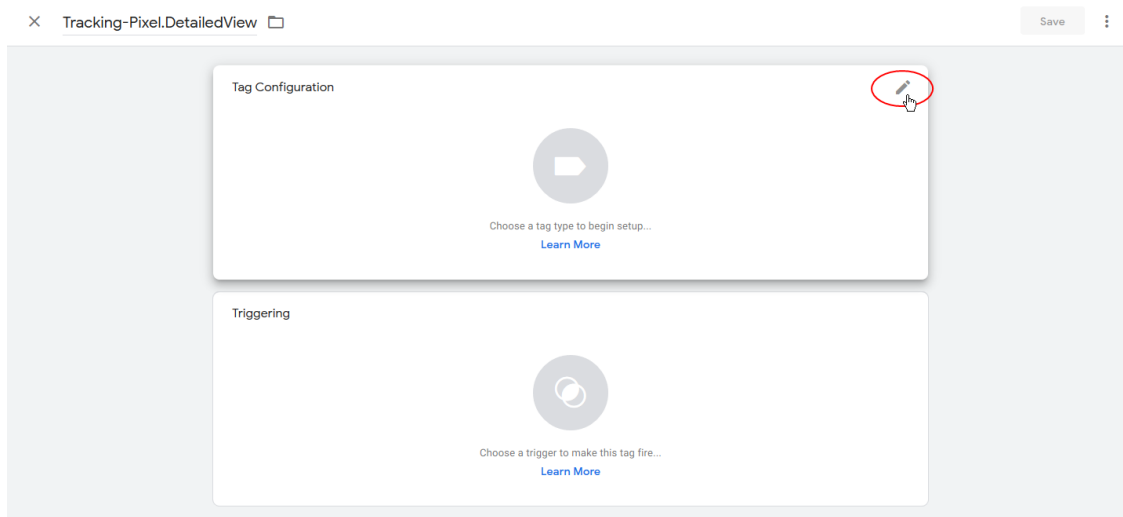 Tracking-Pixel.DetailedView
Save
Tag Configuration
Choose a tag type to begin setup...
Learn More
Triggering
Choose a trigger to make this tag fire...
Learn More